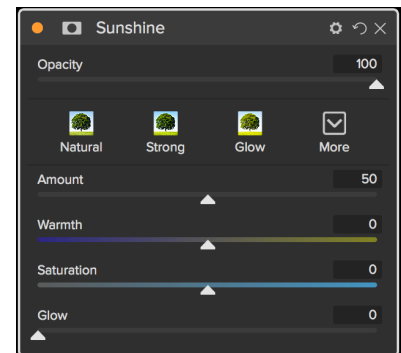 Sunshine
Opacity 100
Natural Strong Glow More
Amount 50
Warmth 0
Saturation 0
Glow 0